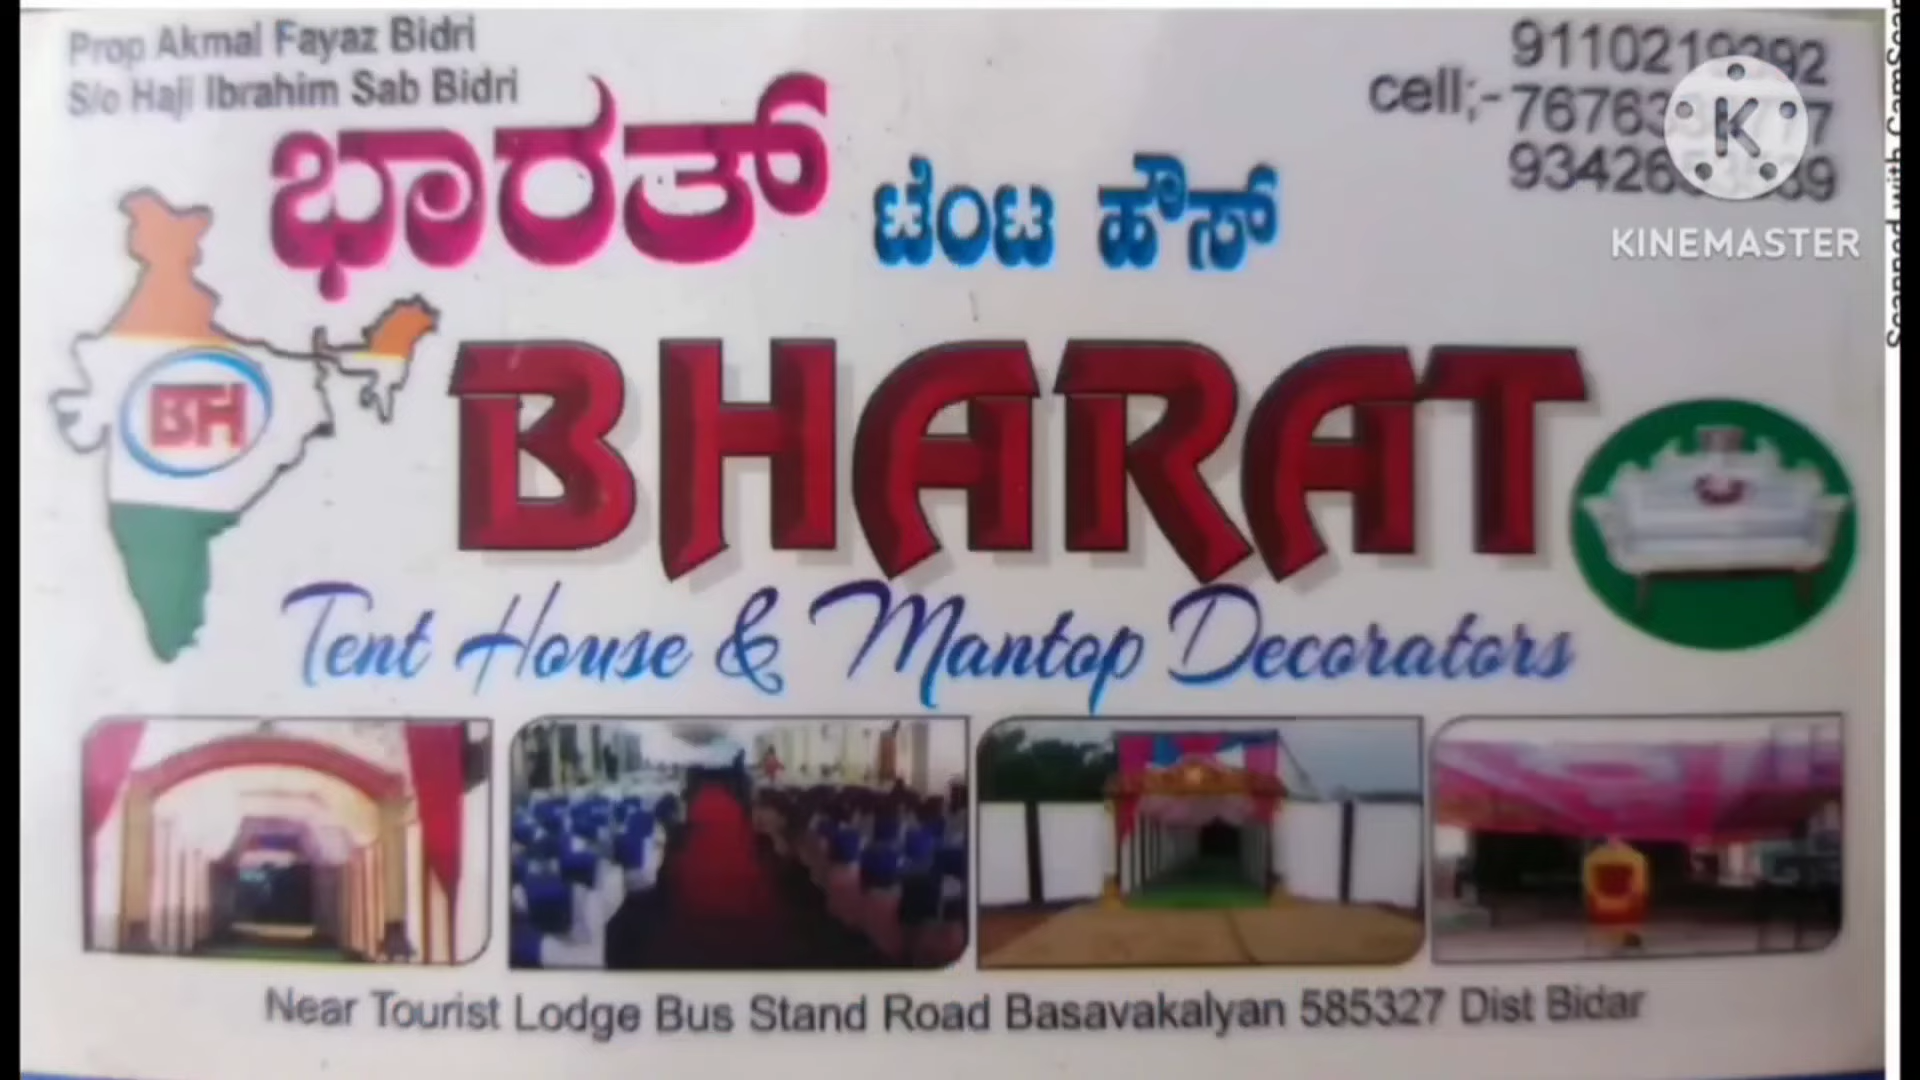 Prop Akmal Fayaz Bidri
S/o Haji Ibrahim Sab Bidri
cell;-
ಭಾರತ್ ಟೆಂಟ ಹೌಸ್
KINEMASTER
BH
BHARAT
Tent House & Mantop Decorators
Near Tourist Lodge Bus Stand Road Basavakalyan 585327 Dist Bidar